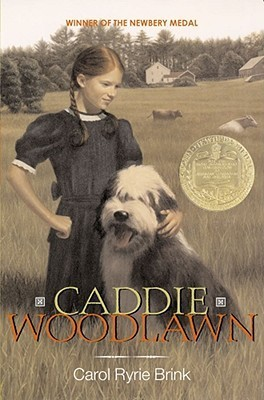 WINNER OF THE NEWBERY MEDAL
CADDIE
WOODLAWN
Carol Ryrie Brink